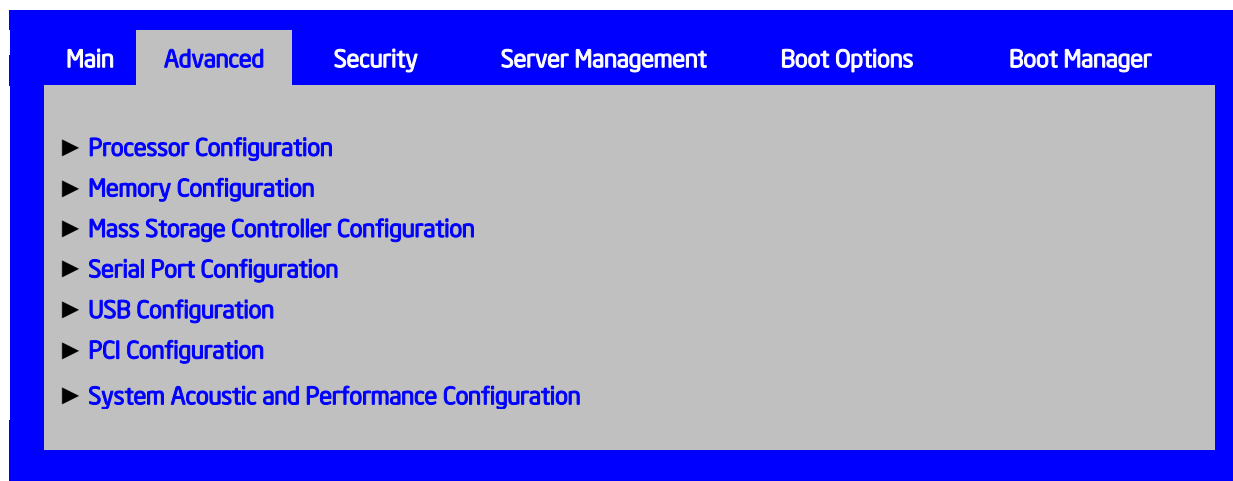 Main Advanced Security Server Management Boot Options Boot Manager
► Processor Configuration
► Memory Configuration
► Mass Storage Controller Configuration
► Serial Port Configuration
► USB Configuration
► PCI Configuration
► System Acoustic and Performance Configuration